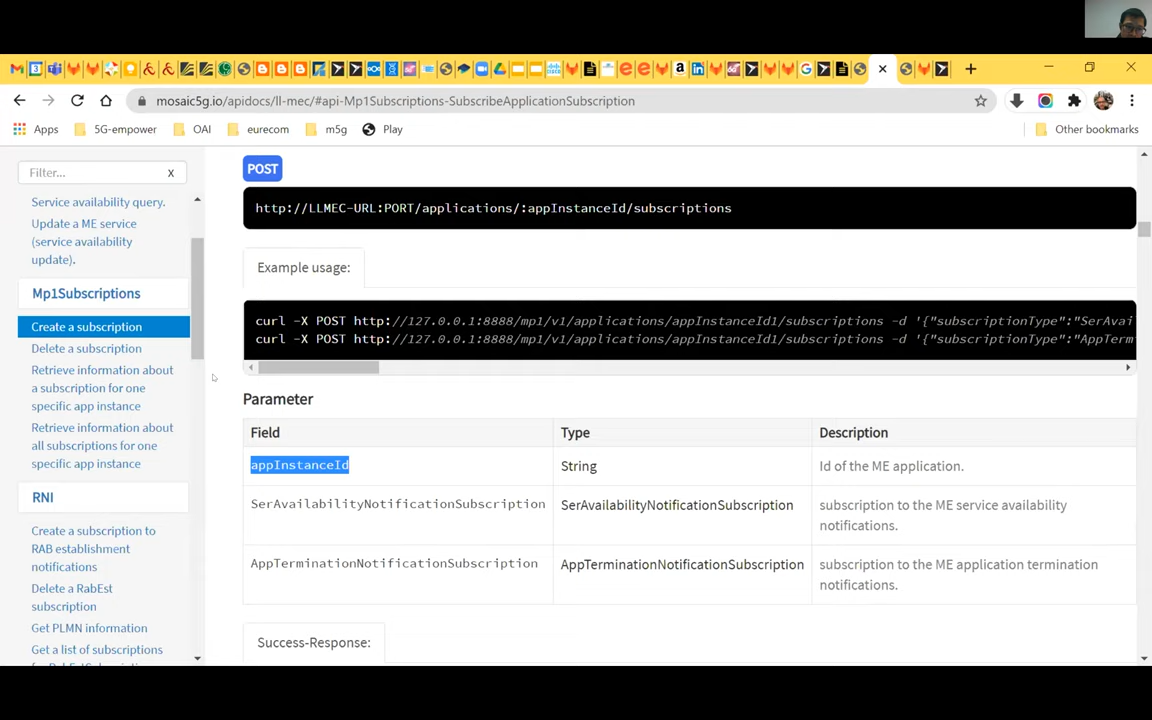 mosaic5g.io/apidocs/ll-mec/#api-Mp1Subscriptions-SubscribeApplicationSubscription
Apps
5G-empower
OAI
eurecom
m5g
Play
Other bookmarks
Filter...
X
Service availability query.
Update a ME service
(service availability
update).
Mp1Subscriptions
Create a subscription
Delete a subscription
Retrieve information about
a subscription for one
specific app instance
Retrieve information about
all subscriptions for one
specific app instance
RNI
Create a subscription to
RAB establishment
notifications
Delete a RabEst
subscription
Get PLMN information
Get a list of subscriptions
POST
http://LLMEC-URL:PORT/applications/:appInstanceId/subscriptions
Example usage:
curl -X POST http://127.0.0.1:8888/mp1/v1/applications/appInstanceId1/subscriptions -d '{"subscriptionType":"SerAvai
curl -X POST http://127.0.0.1:8888/mp1/v1/applications/appInstanceId1/subscriptions -d '{"subscriptionType":"AppTerm
Parameter
Field Type Description
appInstanceId String Id of the ME application.
SerAvailabilityNotificationSubscription SerAvailabilityNotificationSubscription subscription to the ME service availability
notifications.
AppTerminationNotificationSubscription AppTerminationNotificationSubscription subscription to the ME application termination
notifications.
Success-Response: